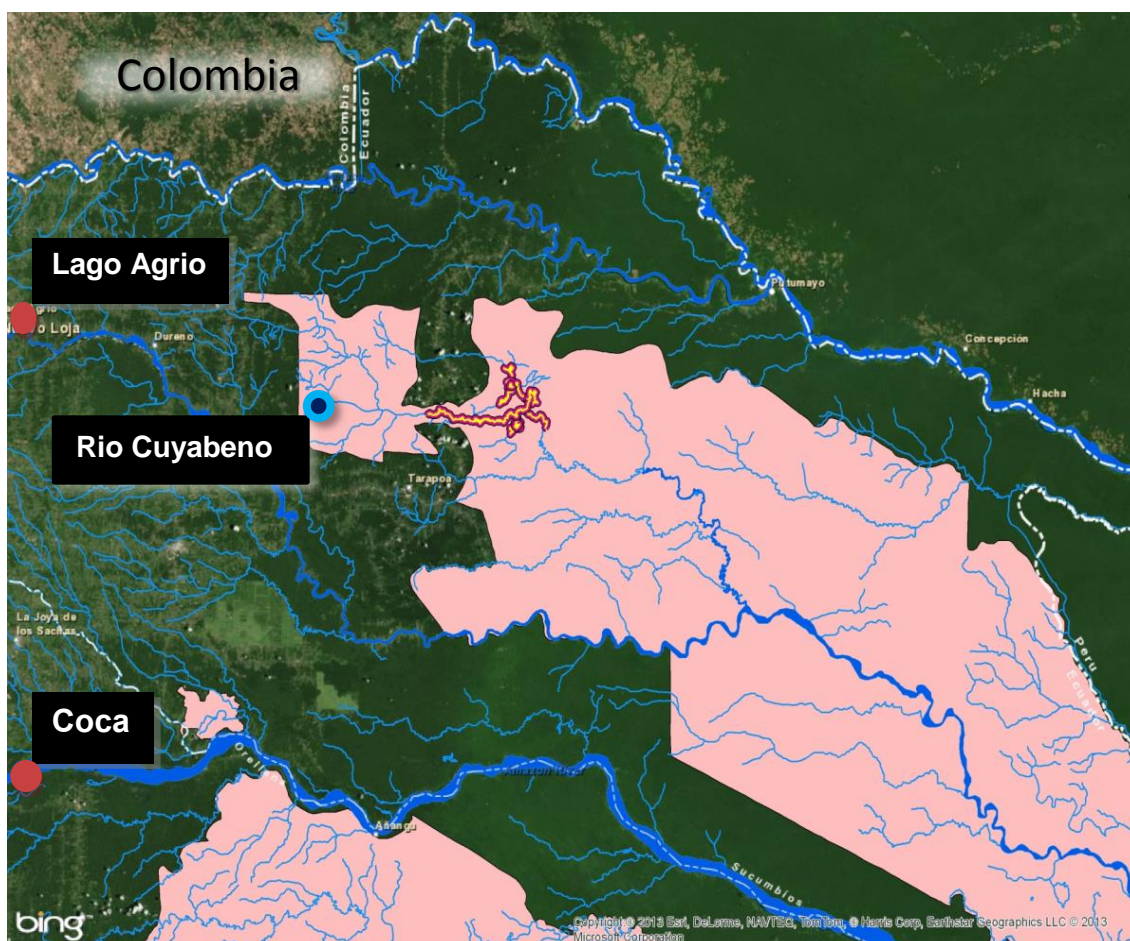 Colombia
Colombia
Ecuador
Lago Agrio
Loja
Dureno
Putumayo
Concepción
Hacha
Rio Cuyabeno
Tarapoa
La Joya de
los Sachas
Peru
Ecuador
Coca
Orellana
Amazon River
Añangu
Sucumbios
bing
Copyright:© 2013 Esri, DeLorme, NAVTEQ, TomTom, © Harris Corp, Earthstar Geographics LLC © 2013
Microsoft Corporation